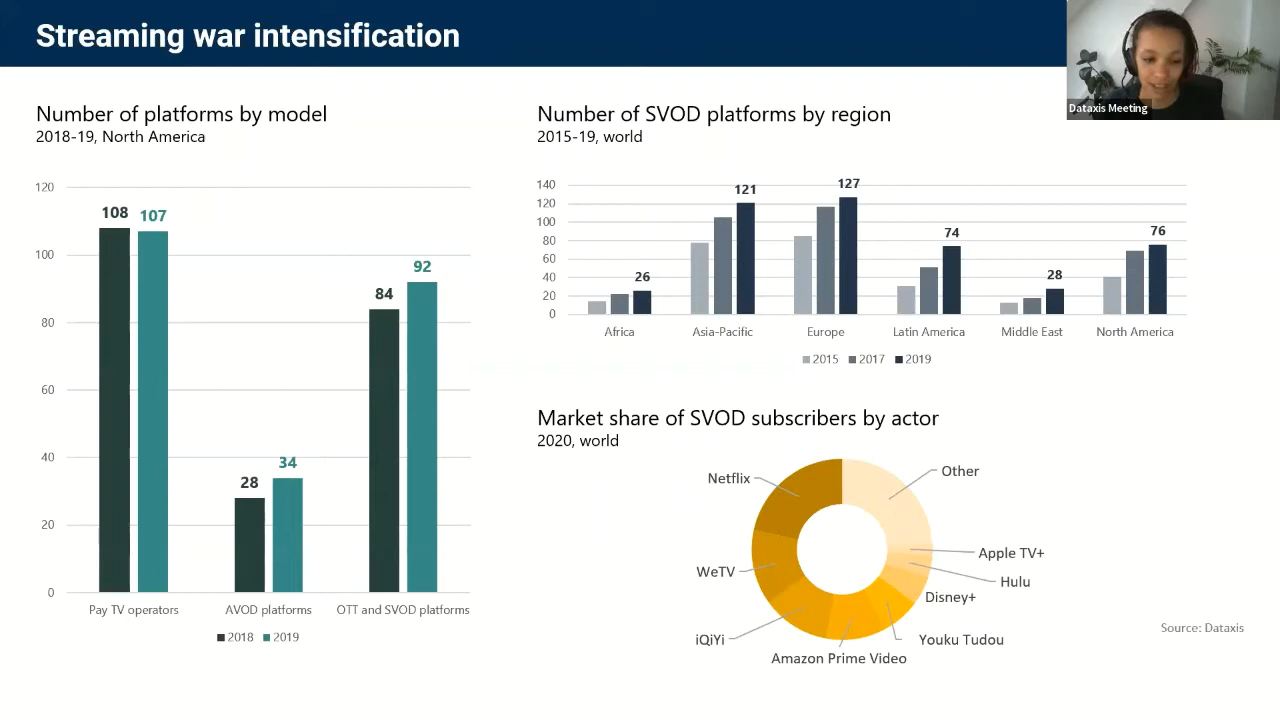 Streaming war intensification
Dataxis Meeting
Number of platforms by model
2018-19, North America
120
100
80
60
40
20
0
108
107
28
34
84
92
Pay TV operators
AVOD platforms
OTT and SVOD platforms
2018
2019
Number of SVOD platforms by region
2015-19, world
140
120
100
80
60
40
20
0
26
121
127
74
28
76
Africa
Asia-Pacific
Europe
Latin America
Middle East
North America
2015
2017
2019
Market share of SVOD subscribers by actor
2020, world
Netflix
Other
WeTV
Apple TV+
Hulu
Disney+
iQiYi
Youku Tudou
Amazon Prime Video
Source: Dataxis